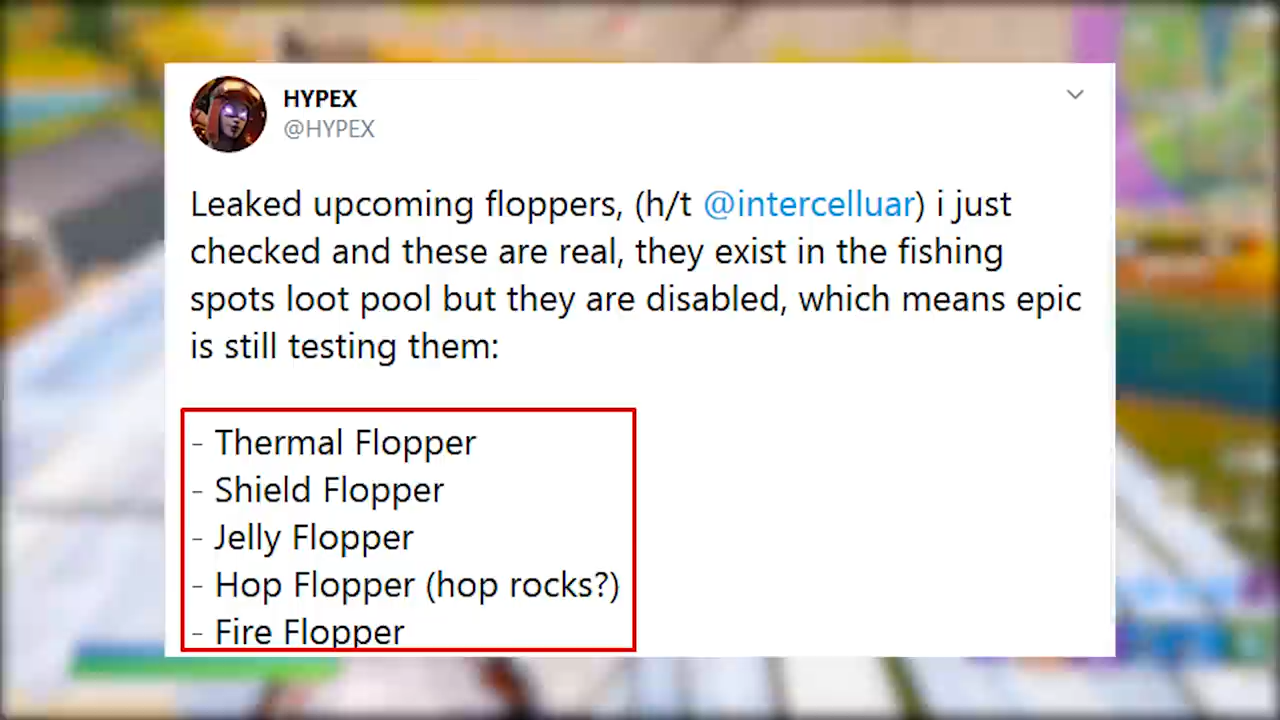 HYPEX
@HYPEX
Leaked upcoming floppers, (h/t @intercelluar) i just
checked and these are real, they exist in the fishing
spots loot pool but they are disabled, which means epic
is still testing them:
- Thermal Flopper
- Shield Flopper
- Jelly Flopper
- Hop Flopper (hop rocks?)
- Fire Flopper